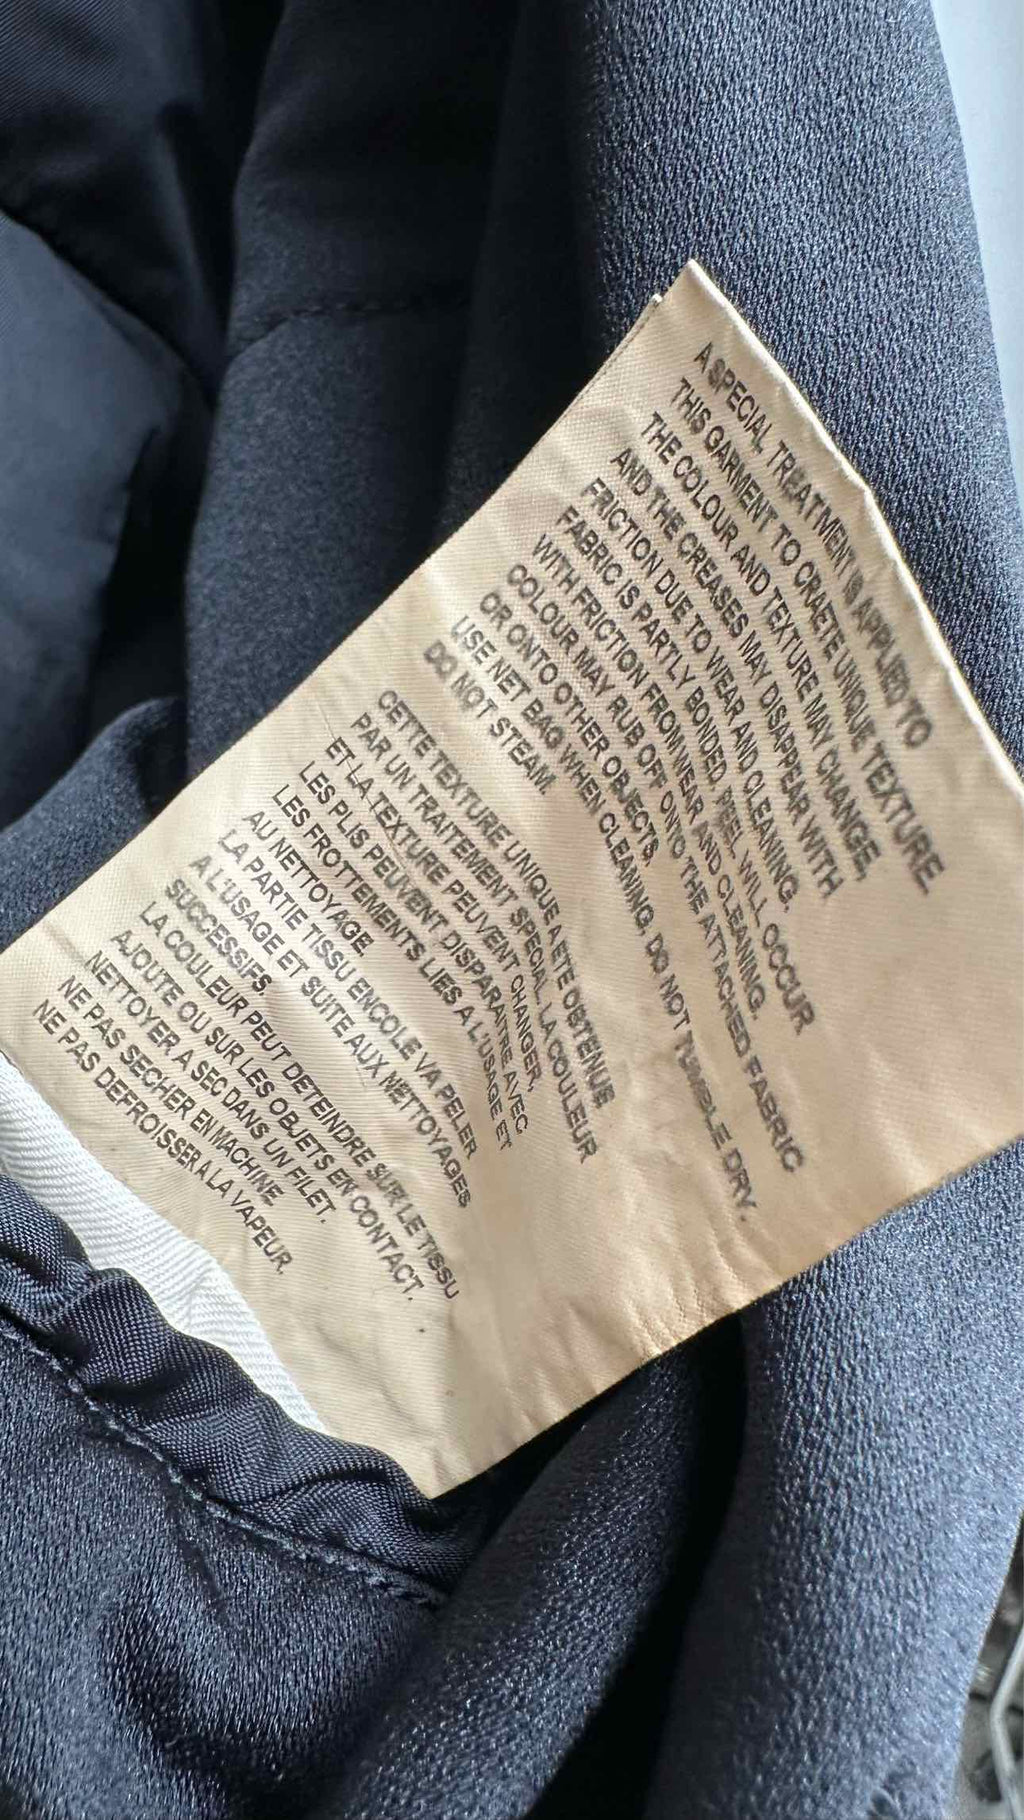 A SPECIAL TREATMENT IS APPLIED TO
THIS GARMENT TO CRAETE UNIQUE TEXTURE.
THE COLOUR AND TEXTURE MAY CHANGE,
AND THE CREASES MAY DISAPPEAR WITH
FRICTION DUE TO WEAR AND CLEANING.
FABRIC IS PARTLY BONDED. PEEL WILL OCCUR
WITH FRICTION FROM WEAR AND CLEANING.
COLOUR MAY RUB OFF ONTO THE ATTACHED FABRIC
OR ONTO OTHER OBJECTS.
USE NET BAG WHEN CLEANING. DO NOT TUMBLE DRY.
DO NOT STEAM.
CETTE TEXTURE UNIQUE A ETE OBTENUE
PAR UN TRAITEMENT SPECIAL. LA COULEUR
ET LA TEXTURE PEUVENT CHANGER,
LES PLIS PEUVENT DISPARAITRE AVEC
LES FROTTEMENTS LIES A L'USAGE ET
AU NETTOYAGE.
LA PARTIE TISSU ENCOLE VA PELER
A L'USAGE ET SUITE AUX NETTOYAGES
SUCCESSIFS.
LA COULEUR PEUT DETEINDRE SUR LE TISSU
AJOUTE OU SUR LES OBJETS EN CONTACT.
NETTOYER A SEC DANS UN FILET.
NE PAS SECHER EN MACHINE
NE PAS DEFROISSER A LA VAPEUR.